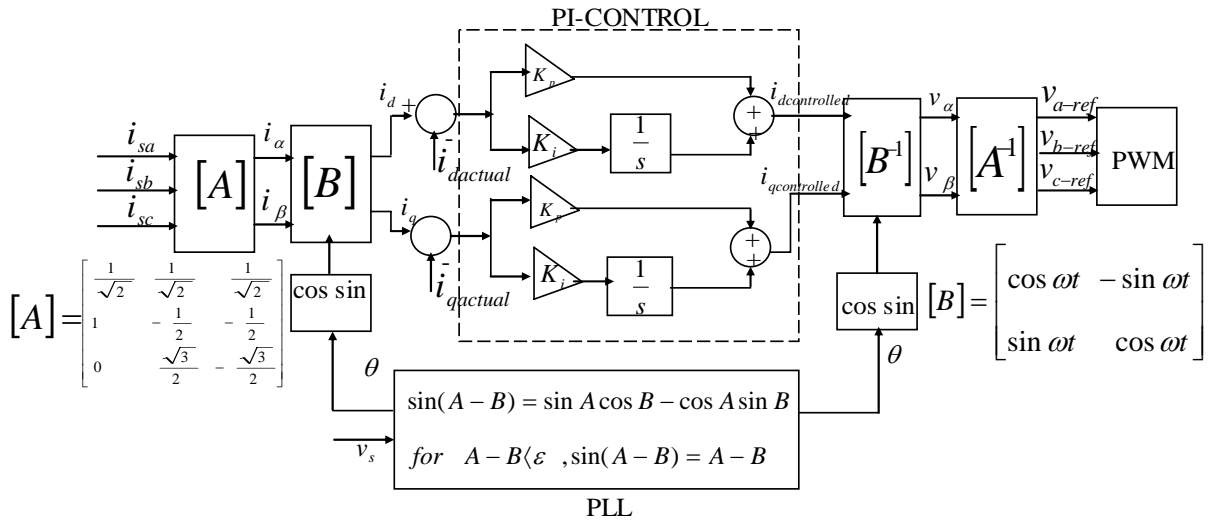 PI-CONTROL
i_sa
i_sb
i_sc
[A]
i_α
i_β
[B]
i_d
+
-
i_dactual
i_q
-
i_qactual
K_p
K_i
1/s
+
+
K_p
K_i
1/s
+
+
i_dcontrolled
i_qcontrolled
[B^-1]
v_α
v_β
[A^-1]
v_a-ref
v_b-ref
v_c-ref
PWM
cos sin
cos sin
[A] =
1/√2 1/√2 1/√2
1 - 1/2 - 1/2
0 √3/2 - √3/2
[B] =
cos ωt - sin ωt
sin ωt cos ωt
θ
θ
v_s
sin(A - B) = sin A cos B - cos A sin B
for A - B⟨ε , sin(A - B) = A - B
PLL